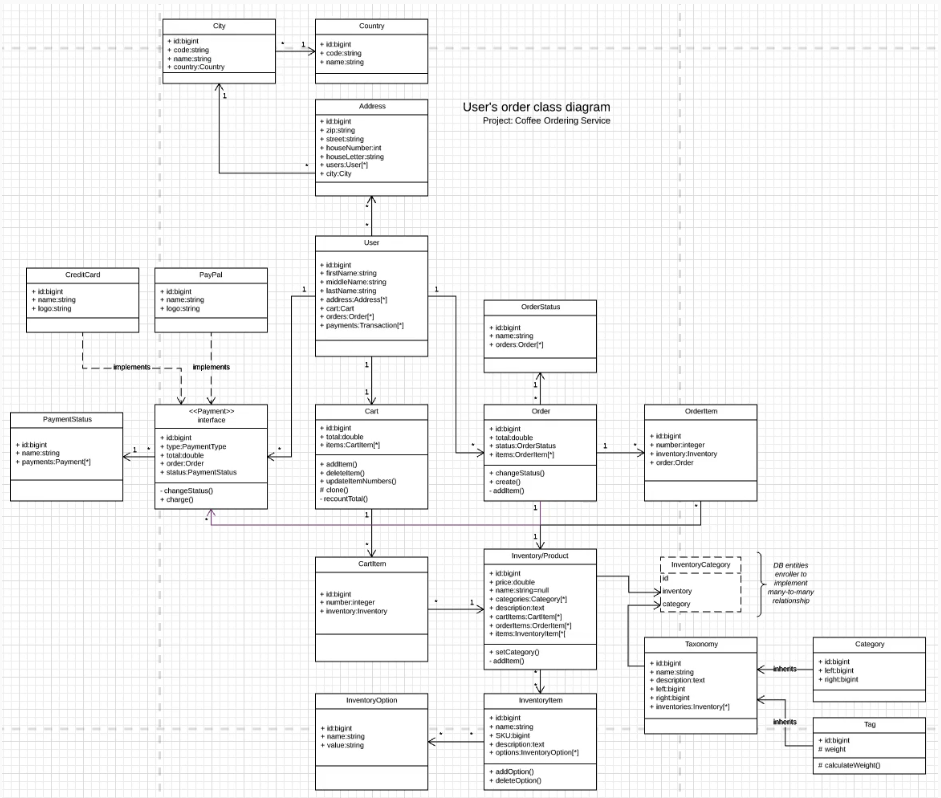 City
+ id:bigint
+ code:string
+ name:string
+ country:Country
*
1
Country
+ id:bigint
+ code:string
+ name:string
1
*
User's order class diagram
Project: Coffee Ordering Service
Address
+ id:bigint
+ zip:string
+ street:string
+ houseNumber:int
+ houseLetter:string
+ users:User[*]
+ city:City
*
*
User
+ id:bigint
+ firstName:string
+ middleName:string
+ lastName:string
+ address:Address[*]
+ cart:Cart
+ orders:Order[*]
+ payments:Transaction[*]
1
1
1
1
CreditCard
+ id:bigint
+ name:string
+ logo:string
PayPal
+ id:bigint
+ name:string
+ logo:string
implements
implements
OrderStatus
+ id:bigint
+ name:string
+ orders:Order[*]
1
*
PaymentStatus
+ id:bigint
+ name:string
+ payments:Payment[*]
1
*
<<Payment>>
interface
+ id:bigint
+ type:PaymentType
+ total:double
+ order:Order
+ status:PaymentStatus
- changeStatus()
+ charge()
*
*
Cart
+ id:bigint
+ total:double
+ items:CartItem[*]
+ addItem()
+ deleteItem()
+ updateItemNumbers()
# clone()
- recountTotal()
1
*
*
Order
+ id:bigint
+ total:double
+ status:OrderStatus
+ items:OrderItem[*]
+ changeStatus()
+ create()
- addItem()
1
*
1
1
OrderItem
+ id:bigint
+ number:integer
+ inventory:Inventory
+ order:Order
*
CartItem
+ id:bigint
+ number:integer
+ inventory:Inventory
*
1
Inventory/Product
+ id:bigint
+ price:double
+ name:string=null
+ categories:Category[*]
+ description:text
+ cartItems:CartItem[*]
+ orderItems:OrderItem[*]
+ items:InventoryItem[*]
+ setCategory()
- addItem()
*
*
InventoryCategory
id
inventory
category
DB entities
enroller to
implement
many-to-many
relationship
Texonomy
+ id:bigint
+ name:string
+ description:text
+ left:bigint
+ right:bigint
+ inventories:Inventory[*]
inherits
inherits
Category
+ id:bigint
+ left:bigint
+ right:bigint
Tag
+ id:bigint
# weight
# calculateWeight()
InventoryOption
+ id:bigint
+ name:string
+ value:string
*
*
InventoryItem
+ id:bigint
+ name:string
+ SKU:bigint
+ description:text
+ options:InventoryOption[*]
+ addOption()
+ deleteOption()